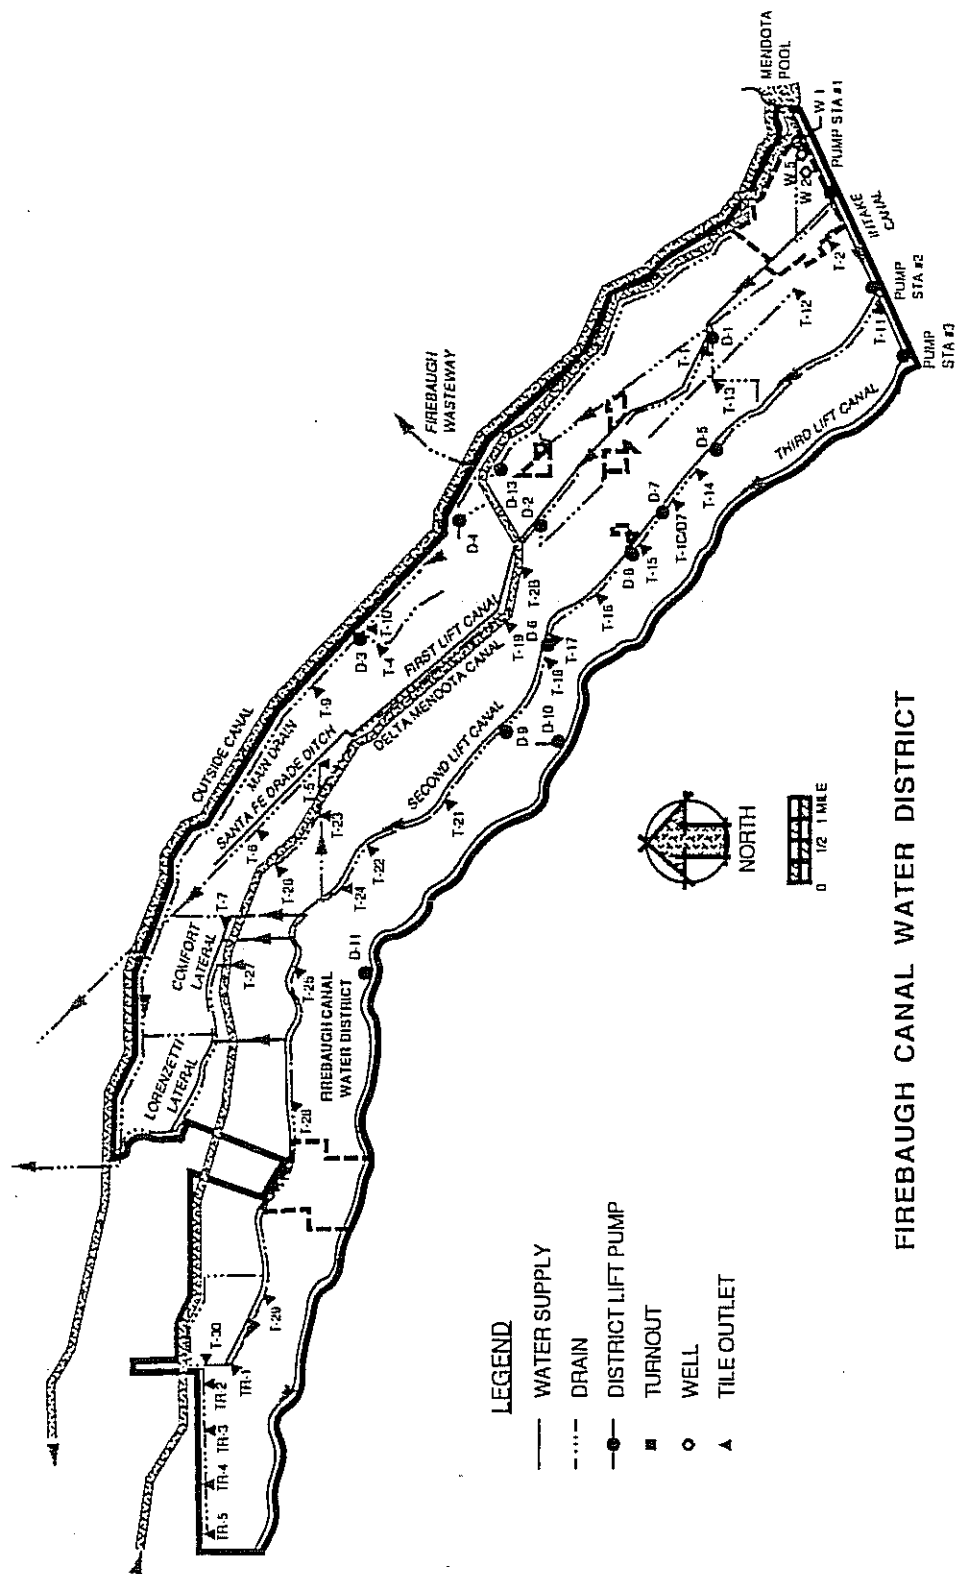 MENDOTA
POOL
W 1
PUMP STA #1
W 5
W 2
INTAKE
CANAL
T-2
PUMP
STA #2
T-11
PUMP
STA #3
T-12
D-1
T-1
T-13
FIREBAUGH
WASTEWAY
D-5
THIRD LIFT CANAL
D-13
D-2
D-7
T-14
T-1C/D7
D-4
D-8
T-15
T-2B
T-16
D-6
T-19
T-17
T-18
D-3
T-10
T-4
FIRST LIFT CANAL
DELTA MENDOTA CANAL
T-9
D-9
D-10
OUTSIDE CANAL
MAIN DRAIN
SANTA FE GRADE DITCH
SECOND LIFT CANAL
T-5
T-23
T-21
T-6
T-26
T-22
T-24
T-7
COMFORT
LATERAL
T-27
T-25
D-11
LORENZETTI
LATERAL
FIREBAUGH CANAL
WATER DISTRICT
T-28
T-29
T-30
TR-1
TR-2
TR-3
TR-4
TR-5
NORTH
0 1/2 1 MILE
LEGEND
WATER SUPPLY
DRAIN
DISTRICT LIFT PUMP
TURNOUT
WELL
TILE OUTLET
FIREBAUGH CANAL WATER DISTRICT